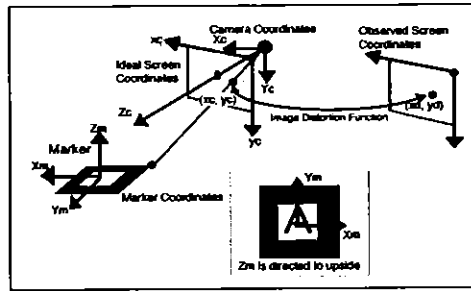 Camera Coordinates
Observed Screen
Coordinates
xc
Xc
Ideal Screen
Coordinates
Yc
Zc
(xc, yc)
(xd, yd)
Image Distortion Function
yc
Zm
Marker
Xm
Ym
Marker Coordinates
Ym
A
Xm
Zm is directed to upside